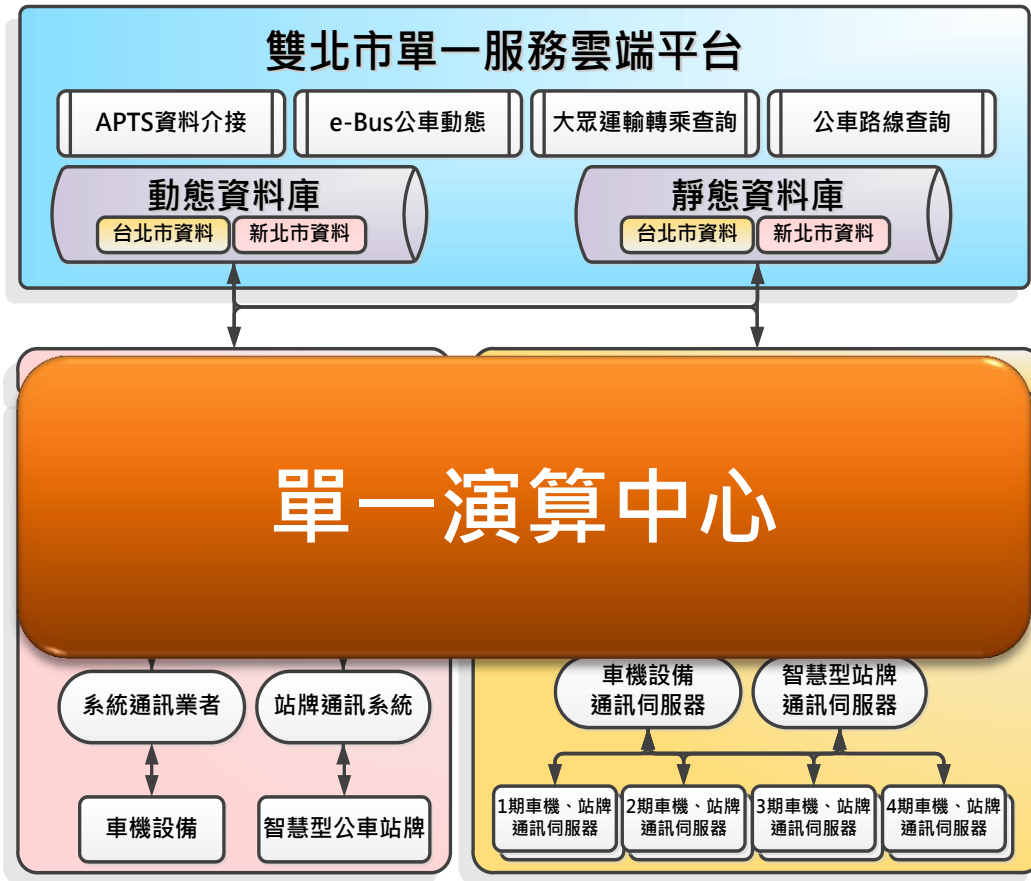 雙北市單一服務雲端平台
APTS資料介接
e-Bus公車動態
大眾運輸轉乘查詢
公車路線查詢
動態資料庫
台北市資料
新北市資料
靜態資料庫
台北市資料
新北市資料
單一演算中心
系統通訊業者
站牌通訊系統
車機設備
通訊伺服器
智慧型站牌
通訊伺服器
車機設備
智慧型公車站牌
1期車機、站牌
通訊伺服器
2期車機、站牌
通訊伺服器
3期車機、站牌
通訊伺服器
4期車機、站牌
通訊伺服器